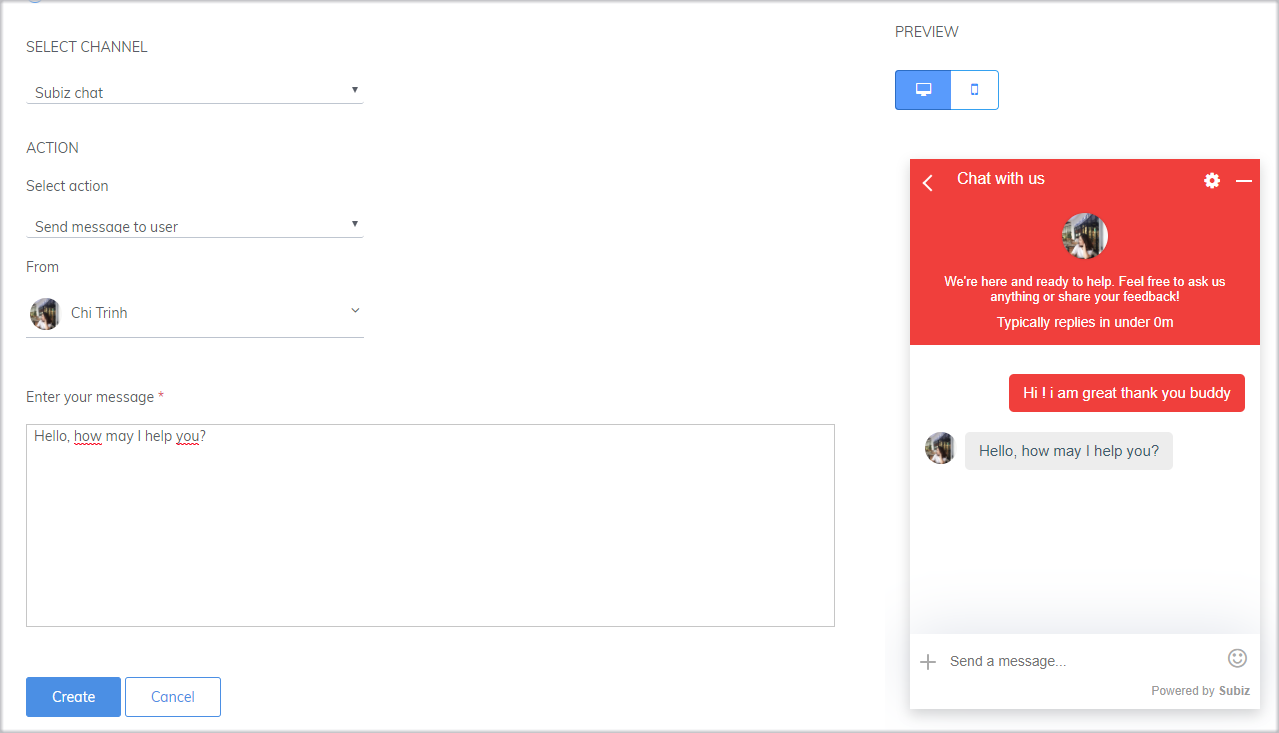 SELECT CHANNEL
Subiz chat
ACTION
Select action
Send message to user
From
Chi Trinh
Enter your message *
Hello, how may I help you?
Create
Cancel
PREVIEW
Chat with us
We're here and ready to help. Feel free to ask us
anything or share your feedback!
Typically replies in under 0m
Hi ! i am great thank you buddy
Hello, how may I help you?
Send a message...
Powered by Subiz